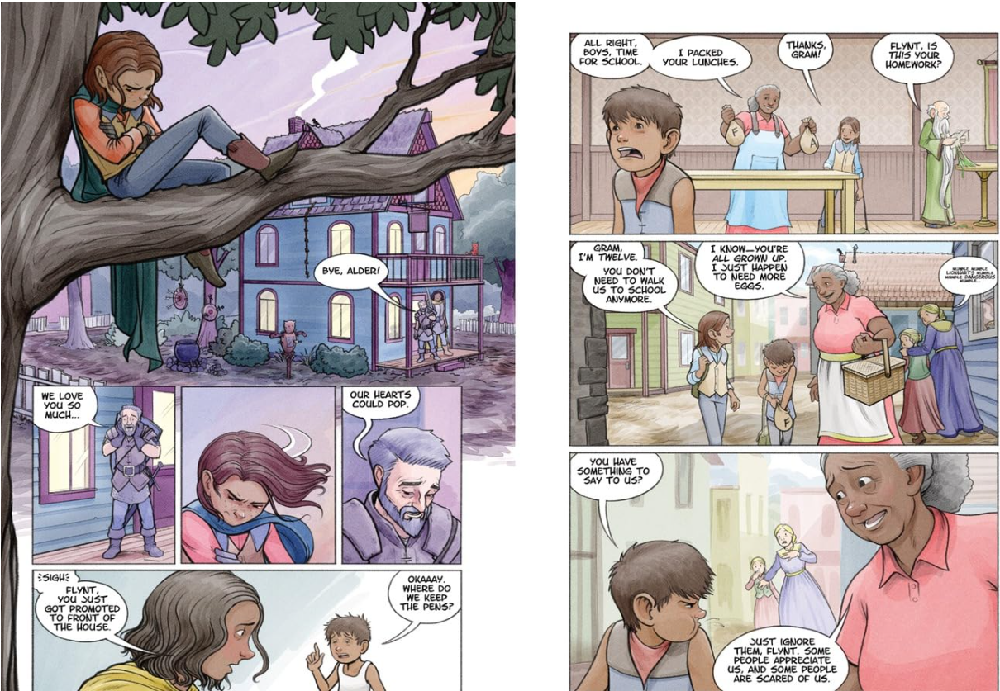 BYE, ALDER!
WE LOVE
YOU SO
MUCH...
OUR HEARTS
COULD POP.
SIGH
FLYNT,
YOU JUST
GOT PROMOTED
TO FRONT OF
THE HOUSE.
OKAAAY.
WHERE DO
WE KEEP
THE PENS?
ALL RIGHT,
BOYS, TIME
FOR SCHOOL.
I PACKED
YOUR LUNCHES.
THANKS,
GRAM!
FLYNT, IS
THIS YOUR
HOMEWORK?
F
A
GRAM,
I'M TWELVE.
YOU DON'T
NEED TO WALK
US TO SCHOOL
ANYMORE.
I KNOW—YOU'RE
ALL GROWN UP.
I JUST HAPPEN
TO NEED MORE
EGGS.
MUMBLE MUMBLE
LIONHARTS MUMBLE
MUMBLE DANGEROUS
MUMBLE...
F
YOU HAVE
SOMETHING TO
SAY TO US?
JUST IGNORE
THEM, FLYNT. SOME
PEOPLE APPRECIATE
US, AND SOME PEOPLE
ARE SCARED OF US.